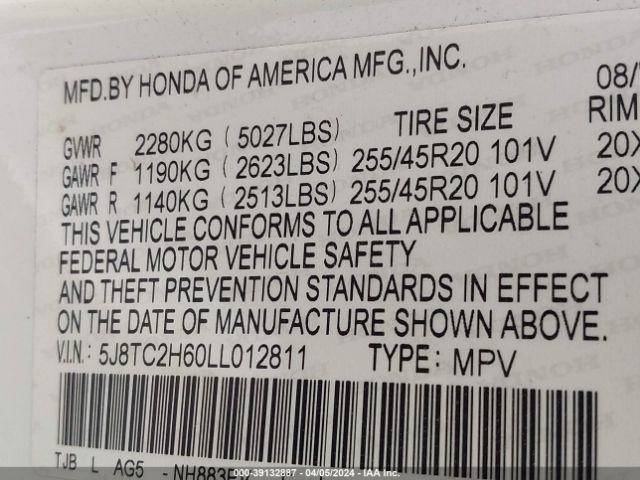 MFD.BY HONDA OF AMERICA MFG.,INC. 08/
GVWR 2280KG (5027LBS) TIRE SIZE RIM
GAWR F 1190KG (2623LBS) 255/45R20 101V 20X
GAWR R 1140KG (2513LBS) 255/45R20 101V 20X
THIS VEHICLE CONFORMS TO ALL APPLICABLE
FEDERAL MOTOR VEHICLE SAFETY
AND THEFT PREVENTION STANDARDS IN EFFECT
ON THE DATE OF MANUFACTURE SHOWN ABOVE.
V.I.N.: 5J8TC2H60LL012811 TYPE: MPV
TJB L AG5 - NH883
000-39132887 - 04/05/2024 - IAA Inc.